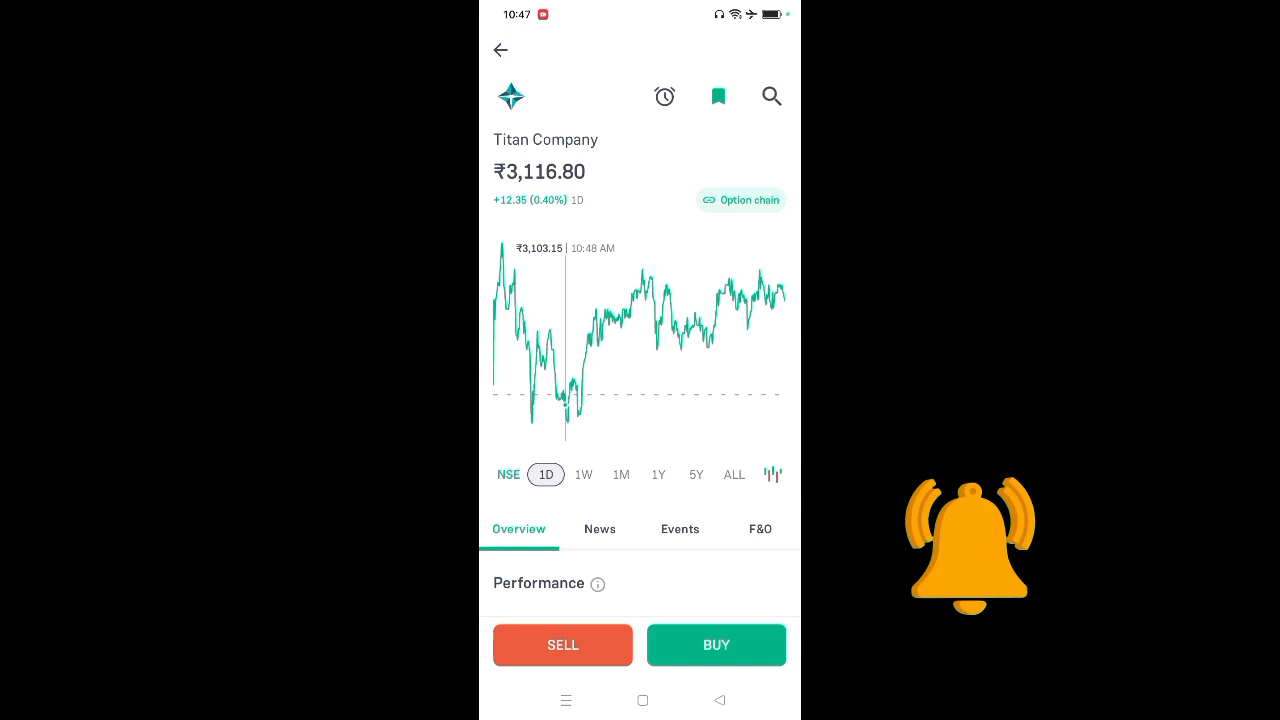 10:47
Titan Company
₹3,116.80
+12.35 (0.40%) 1D
Option chain
₹3,103.15 | 10:48 AM
NSE 1D 1W 1M 1Y 5Y ALL
Overview News Events F&O
Performance
SELL BUY